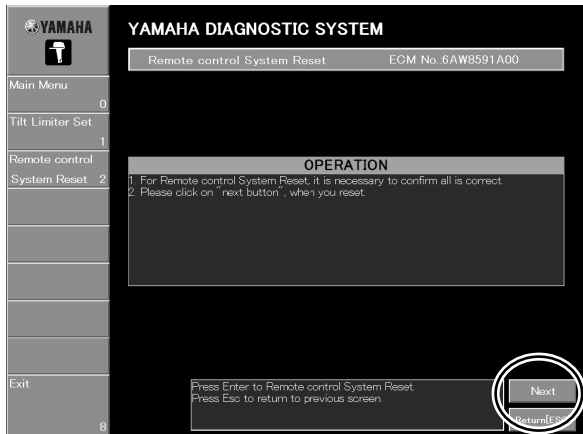 YAMAHA
YAMAHA DIAGNOSTIC SYSTEM
Remote control System Reset ECM No.:6AW8591A00
Main Menu
0
Tilt Limiter Set
1
Remote control
System Reset 2
OPERATION
1. For Remote control System Reset, it is necessary to confirm all is correct.
2. Please click on "next button", when you reset.
Exit
8
Press Enter to Remote control System Reset.
Press Esc to return to previous screen.
Next
Return[ESC]